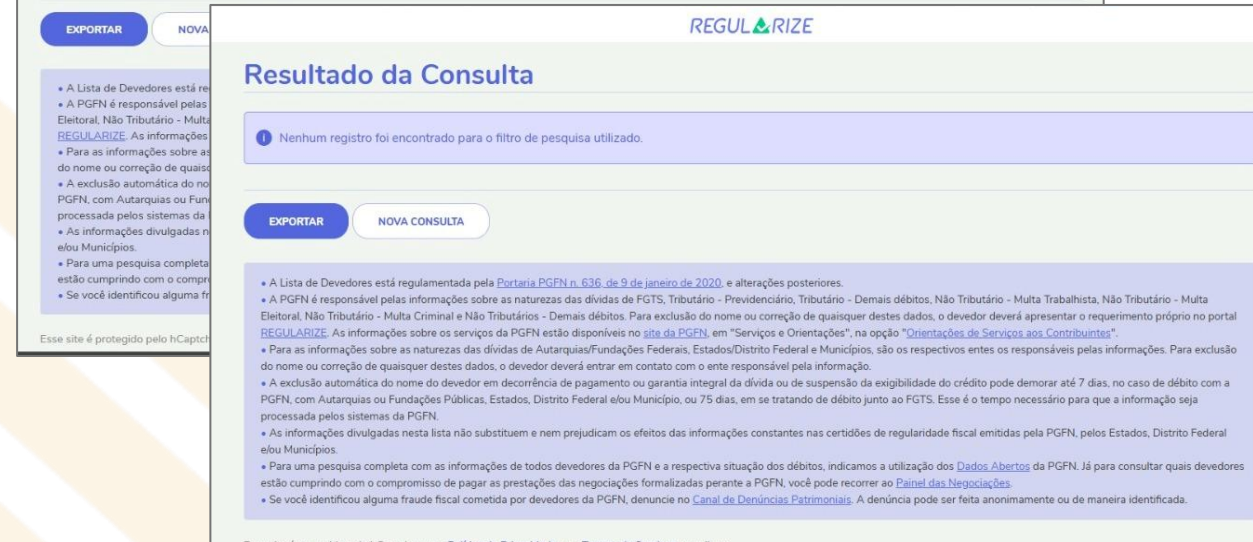 EXPORTAR
NOVA
• A Lista de Devedores está re
• A PGFN é responsável pelas
Eleitoral, Não Tributário - Multa
REGULARIZE. As informações
• Para as informações sobre as
do nome ou correção de quaisq
• A exclusão automática do no
PGFN, com Autarquias ou Fun
processada pelos sistemas da
• As informações divulgadas n
e/ou Municípios.
• Para uma pesquisa completa
estão cumprindo com o compr
• Se você identificou alguma fr
Esse site é protegido pelo hCaptch
REGULARIZE
Resultado da Consulta
Nenhum registro foi encontrado para o filtro de pesquisa utilizado.
EXPORTAR
NOVA CONSULTA
• A Lista de Devedores está regulamentada pela Portaria PGFN n. 636, de 9 de janeiro de 2020, e alterações posteriores.
• A PGFN é responsável pelas informações sobre as naturezas das dívidas de FGTS, Tributário - Previdenciário, Tributário - Demais débitos, Não Tributário - Multa Trabalhista, Não Tributário - Multa
Eleitoral, Não Tributário - Multa Criminal e Não Tributários - Demais débitos. Para exclusão do nome ou correção de quaisquer destes dados, o devedor deverá apresentar o requerimento próprio no portal
REGULARIZE. As informações sobre os serviços da PGFN estão disponíveis no site da PGFN, em "Serviços e Orientações", na opção "Orientações de Serviços aos Contribuintes".
• Para as informações sobre as naturezas das dívidas de Autarquias/Fundações Federais, Estados/Distrito Federal e Municípios, são os respectivos entes os responsáveis pelas informações. Para exclusão
do nome ou correção de quaisquer destes dados, o devedor deverá entrar em contato com o ente responsável pela informação.
• A exclusão automática do nome do devedor em decorrência de pagamento ou garantia integral da dívida ou de suspensão da exigibilidade do crédito pode demorar até 7 dias, no caso de débito com a
PGFN, com Autarquias ou Fundações Públicas, Estados, Distrito Federal e/ou Município, ou 75 dias, em se tratando de débito junto ao FGTS. Esse é o tempo necessário para que a informação seja
processada pelos sistemas da PGFN.
• As informações divulgadas nesta lista não substituem e nem prejudicam os efeitos das informações constantes nas certidões de regularidade fiscal emitidas pela PGFN, pelos Estados, Distrito Federal
e/ou Municípios.
• Para uma pesquisa completa com as informações de todos devedores da PGFN e a respectiva situação dos débitos, indicamos a utilização dos Dados Abertos da PGFN. Já para consultar quais devedores
estão cumprindo com o compromisso de pagar as prestações das negociações formalizadas perante a PGFN, você pode recorrer ao Painel das Negociações.
• Se você identificou alguma fraude fiscal cometida por devedores da PGFN, denuncie no Canal de Denúncias Patrimoniais. A denúncia pode ser feita anonimamente ou de maneira identificada.